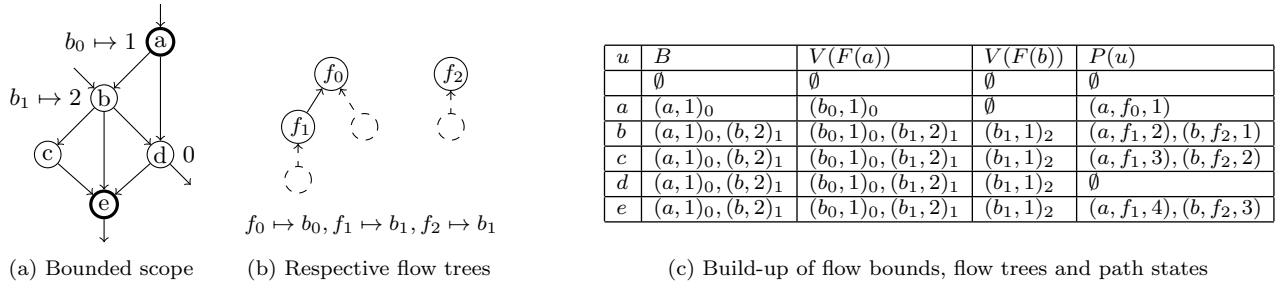 b₀ ↦ 1
a
b₁ ↦ 2
b
c
d 0
e
(a) Bounded scope
f₀
f₂
f₁
f₀ ↦ b₀, f₁ ↦ b₁, f₂ ↦ b₁
(b) Respective flow trees
u B V(F(a)) V(F(b)) P(u)
∅ ∅ ∅ ∅
a (a, 1)₀ (b₀, 1)₀ ∅ (a, f₀, 1)
b (a, 1)₀, (b, 2)₁ (b₀, 1)₀, (b₁, 2)₁ (b₁, 1)₂ (a, f₁, 2), (b, f₂, 1)
c (a, 1)₀, (b, 2)₁ (b₀, 1)₀, (b₁, 2)₁ (b₁, 1)₂ (a, f₁, 3), (b, f₂, 2)
d (a, 1)₀, (b, 2)₁ (b₀, 1)₀, (b₁, 2)₁ (b₁, 1)₂ ∅
e (a, 1)₀, (b, 2)₁ (b₀, 1)₀, (b₁, 2)₁ (b₁, 1)₂ (a, f₁, 4), (b, f₂, 3)
(c) Build-up of flow bounds, flow trees and path states